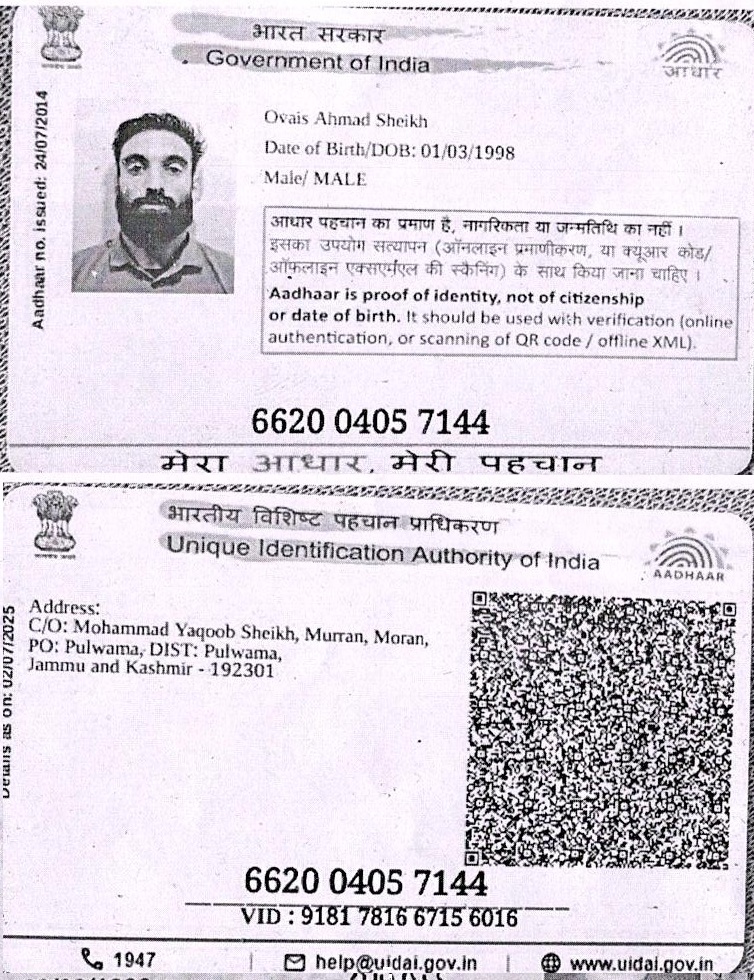 भारत सरकार
Government of India
आधार
Aadhaar no. issued: 24/07/2014
Ovais Ahmad Sheikh
Date of Birth/DOB: 01/03/1998
Male/ MALE
आधार पहचान का प्रमाण है, नागरिकता या जन्मतिथि का नहीं ।
इसका उपयोग सत्यापन (ऑनलाइन प्रमाणीकरण, या क्यूआर कोड/
ऑफ़लाइन एक्सएमएल की स्कैनिंग) के साथ किया जाना चाहिए ।
Aadhaar is proof of identity, not of citizenship
or date of birth. It should be used with verification (online
authentication, or scanning of QR code / offline XML).
6620 0405 7144
मेरा आधार, मेरी पहचान
भारतीय विशिष्ट पहचान प्राधिकरण
Unique Identification Authority of India
AADHAAR
Details as on: 02/07/2025
Address:
C/O: Mohammad Yaqoob Sheikh, Murran, Moran,
PO: Pulwama, DIST: Pulwama,
Jammu and Kashmir - 192301
6620 0405 7144
VID : 9181 7816 6715 6016
1947 | help@uidai.gov.in | www.uidai.gov.in